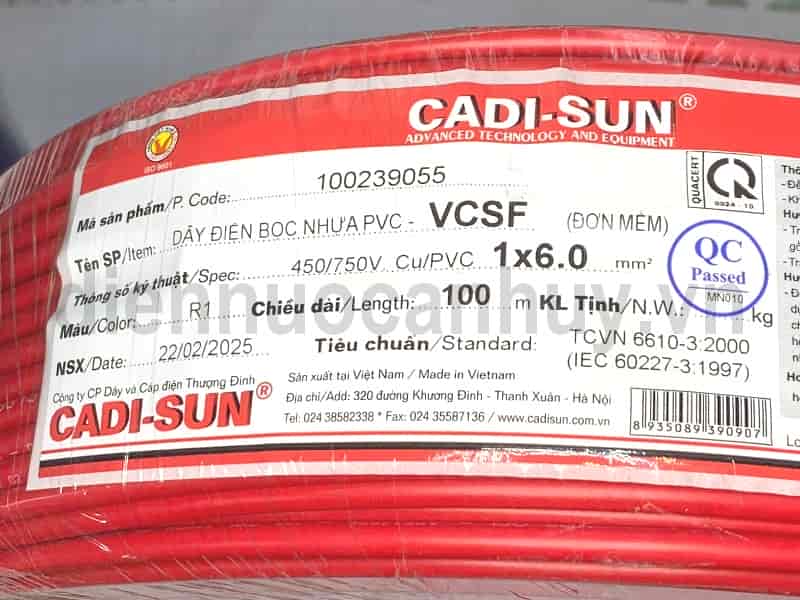 CADI-SUN®
ADVANCED TECHNOLOGY AND EQUIPMENT
ISO 9001
QUACERT
Mã sản phẩm/P. Code: 100239055
Tên SP/Item: DÂY ĐIỆN BỌC NHỰA PVC - VCSF (ĐƠN MỀM)
Thông số kỹ thuật/Spec: 450/750V Cu/PVC 1x6.0 mm²
QC
Passed
MN010
Màu/Color: R1 Chiều dài/Length: 100 m KL Tịnh/N.W.: kg
NSX/Date: 22/02/2025 Tiêu chuẩn/Standard: TCVN 6610-3:2000
(IEC 60227-3:1997)
Công ty CP Dây và Cáp điện Thượng Đình
CADI-SUN®
Sản xuất tại Việt Nam / Made in Vietnam
Địa chỉ/Add: 320 đường Khương Đình - Thanh Xuân - Hà Nội
Tel: 024 38582338 * Fax: 024 35587136 / www.cadisun.com.vn
8 935089 390907
diennuocanhuy.vn